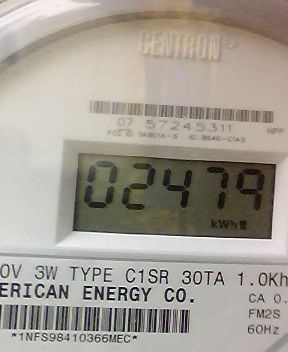 CENTRON®
07 57245311
HPP
02479
kWh
0V 3W TYPE C1SR 30TA 1.0Kh
ERICAN ENERGY CO.
CA 0.
FM2S
60Hz
*1NFS98410366MEC*